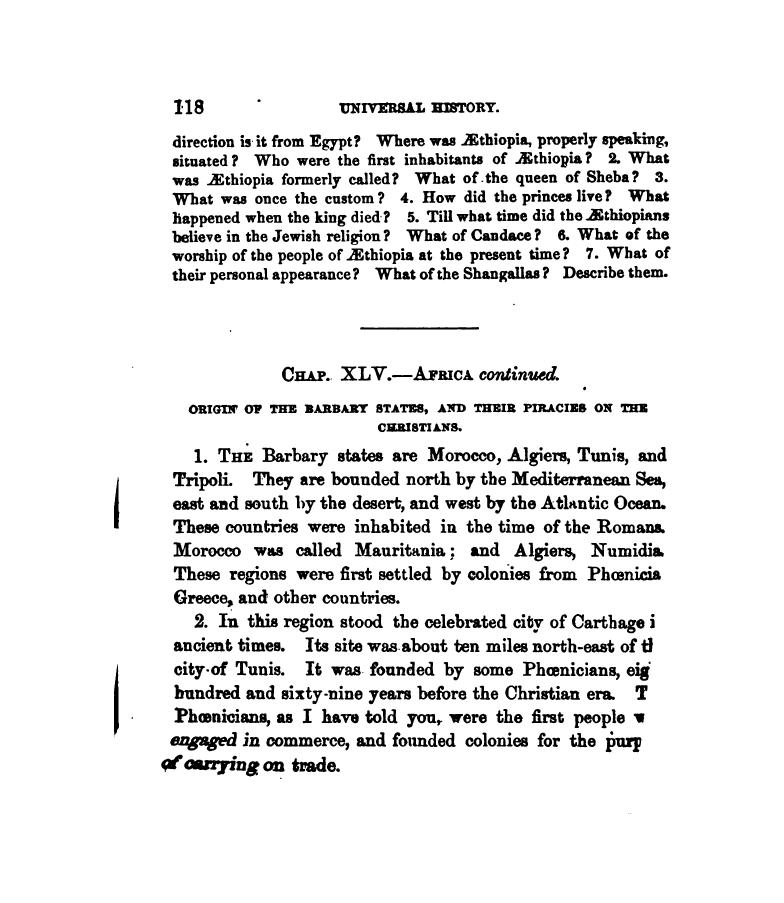 118 UNIVERSAL HISTORY.
direction is it from Egypt? Where was Æthiopia, properly speaking,
situated? Who were the first inhabitants of Æthiopia? 2. What
was Æthiopia formerly called? What of the queen of Sheba? 3.
What was once the custom? 4. How did the princes live? What
happened when the king died? 5. Till what time did the Æthiopians
believe in the Jewish religion? What of Candace? 6. What of the
worship of the people of Æthiopia at the present time? 7. What of
their personal appearance? What of the Shangallas? Describe them.
CHAP. XLV.—AFRICA continued.
ORIGIN OF THE BARBARY STATES, AND THEIR PIRACIES ON THE
CHRISTIANS.
1. THE Barbary states are Morocco, Algiers, Tunis, and
Tripoli. They are bounded north by the Mediterranean Sea,
east and south by the desert, and west by the Atlantic Ocean.
These countries were inhabited in the time of the Romans.
Morocco was called Mauritania; and Algiers, Numidia.
These regions were first settled by colonies from Phœnicia
Greece, and other countries.
2. In this region stood the celebrated city of Carthage i
ancient times. Its site was about ten miles north-east of
city of Tunis. It was founded by some Phœnicians, eig
hundred and sixty-nine years before the Christian era. T
Phœnicians, as I have told you, were the first people
engaged in commerce, and founded colonies for the purp
of carrying on trade.